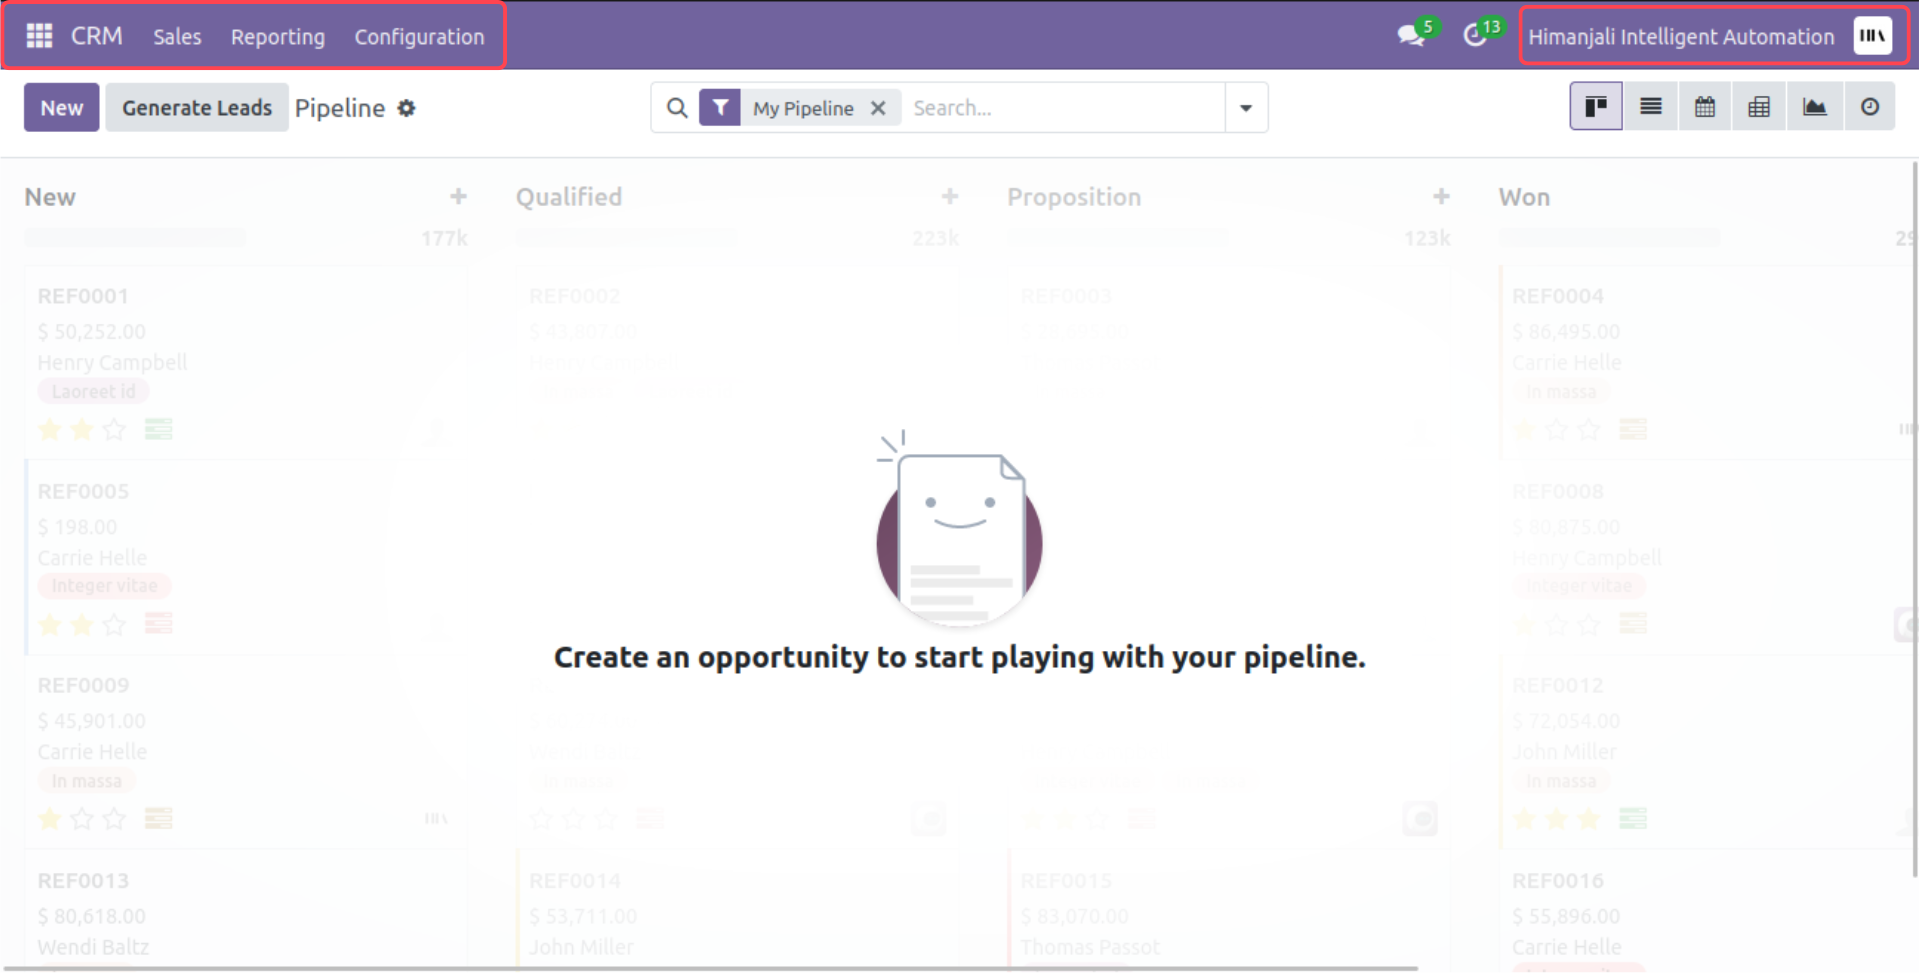 CRM Sales Reporting Configuration 5 13 Himanjali Intelligent Automation
New Generate Leads Pipeline My Pipeline Search...
New Qualified Proposition Won
177k 223k 123k 29
REF0001 REF0002 REF0003 REF0004
$ 50,252.00 $ 43,807.00 $ 86,495.00
Henry Campbell Henry Campbell Carrie Helle
Laoreet id In massa
REF0005 REF0008
$ 198.00 $ 80,875.00
Carrie Helle Henry Campbell
Integer vitae Integer vitae
Create an opportunity to start playing with your pipeline.
REF0009 REF0012
$ 45,901.00 $ 72,054.00
Carrie Helle John Miller
In massa In massa In massa
REF0013 REF0014 REF0015 REF0016
$ 80,618.00 $ 53,711.00 $ 83,070.00 $ 55,896.00
Wendi Baltz John Miller Thomas Passot Carrie Helle